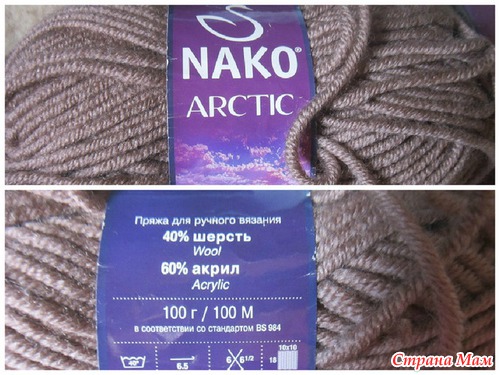 NAKO®
ARCTIC
Пряжа для ручного вязания
40% шерсть
Wool
60% акрил
Acrylic
100 г / 100 М
в соответствии со стандартом BS 984
10x10
40°
6.5
6 6 1/2
18
Страна Мам